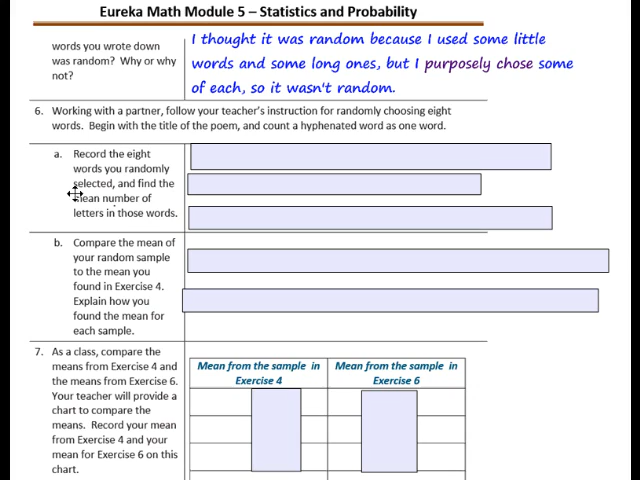 Eureka Math Module 5 – Statistics and Probability
words you wrote down
was random? Why or why
not?
I thought it was random because I used some little
words and some long ones, but I purposely chose some
of each, so it wasn't random.
6. Working with a partner, follow your teacher's instruction for randomly choosing eight
words. Begin with the title of the poem, and count a hyphenated word as one word.
a. Record the eight
words you randomly
selected, and find the
mean number of
letters in those words.
b. Compare the mean of
your random sample
to the mean you
found in Exercise 4.
Explain how you
found the mean for
each sample.
7. As a class, compare the
means from Exercise 4 and
the means from Exercise 6.
Your teacher will provide a
chart to compare the
means. Record your mean
from Exercise 4 and your
mean for Exercise 6 on this
chart.
Mean from the sample in
Exercise 4
Mean from the sample in
Exercise 6